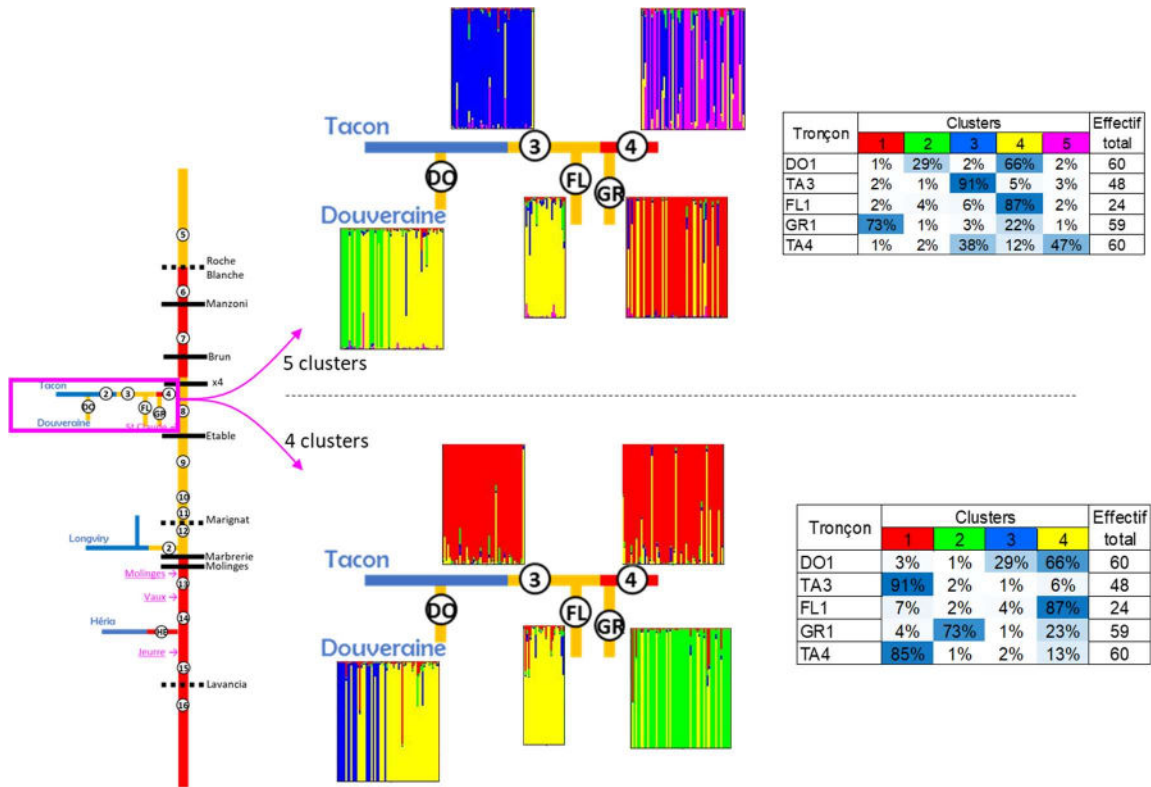 5
Roche
Blanche
6
Manzoni
7
Brun
x4
Tacon
2
3
4
DO
FL
GR
8
Douveraine
Etable
9
10
11
Marignat
12
Longviry
2
Marbrerie
Molinges
Molinges →
13
Vaux →
14
Héria
HE
Jeurre →
15
Lavancia
16
Tacon
3
4
DO
FL
GR
Douveraine
5 clusters
4 clusters
Tacon
3
4
DO
FL
GR
Douveraine
Tronçon Clusters Effectif total
1 2 3 4 5
DO1 1% 29% 2% 66% 2% 60
TA3 2% 1% 91% 5% 3% 48
FL1 2% 4% 6% 87% 2% 24
GR1 73% 1% 3% 22% 1% 59
TA4 1% 2% 38% 12% 47% 60
Tronçon Clusters Effectif total
1 2 3 4
DO1 3% 1% 29% 66% 60
TA3 91% 2% 1% 6% 48
FL1 7% 2% 4% 87% 24
GR1 4% 73% 1% 23% 59
TA4 85% 1% 2% 13% 60